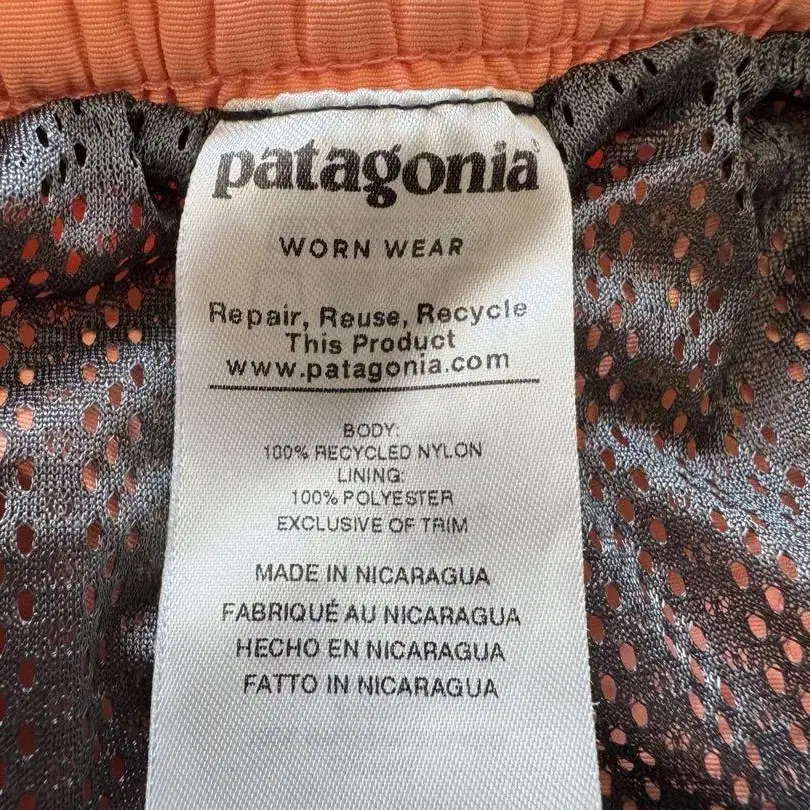 patagonia
WORN WEAR
Repair, Reuse, Recycle
This Product
www.patagonia.com
BODY:
100% RECYCLED NYLON
LINING:
100% POLYESTER
EXCLUSIVE OF TRIM
MADE IN NICARAGUA
FABRIQUÉ AU NICARAGUA
HECHO EN NICARAGUA
FATTO IN NICARAGUA